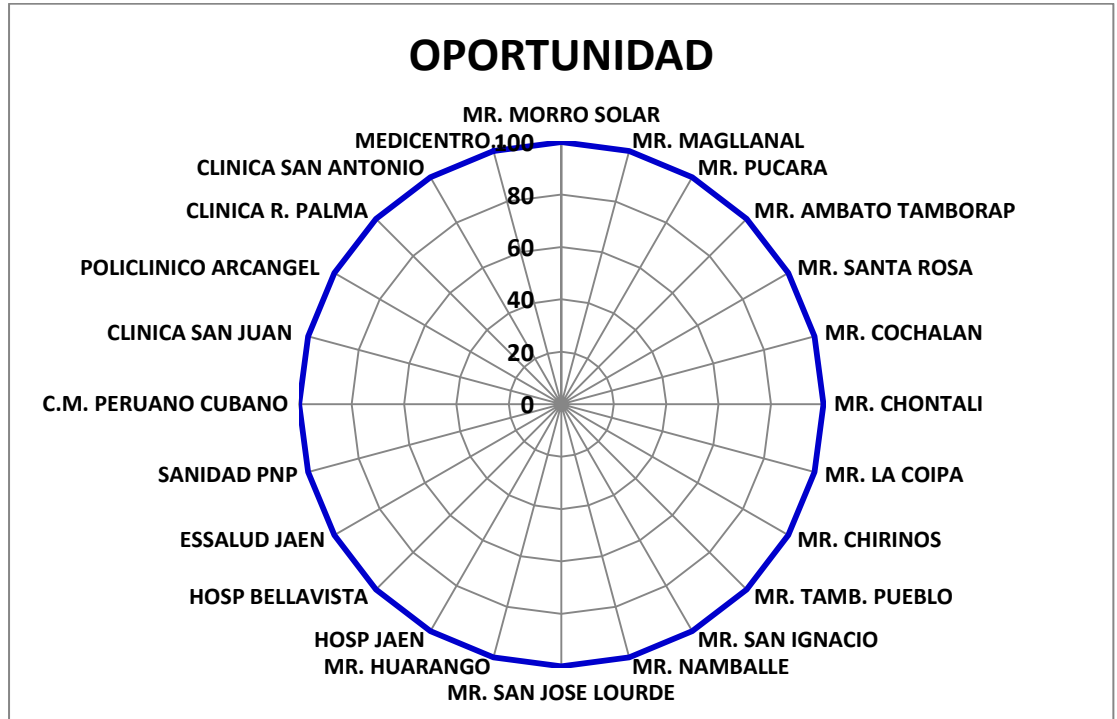 OPORTUNIDAD
MR. MORRO SOLAR
MR. MAGLLANAL
MR. PUCARA
MR. AMBATO TAMBORAP
MR. SANTA ROSA
MR. COCHALAN
MR. CHONTALI
MR. LA COIPA
MR. CHIRINOS
MR. TAMB. PUEBLO
MR. SAN IGNACIO
MR. NAMBALLE
MR. SAN JOSE LOURDE
MR. HUARANGO
HOSP JAEN
HOSP BELLAVISTA
ESSALUD JAEN
SANIDAD PNP
C.M. PERUANO CUBANO
CLINICA SAN JUAN
POLICLINICO ARCANGEL
CLINICA R. PALMA
CLINICA SAN ANTONIO
MEDICENTRO.
100
80
60
40
20
0